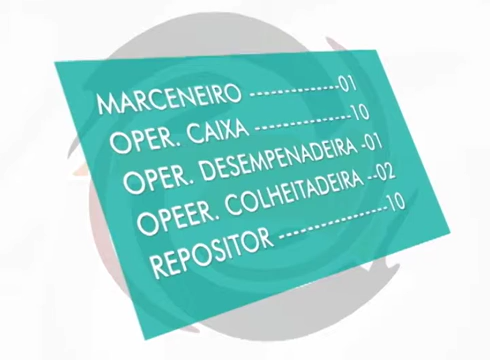 MARCENEIRO -------------01
OPER. CAIXA --------------10
OPER. DESEMPENADEIRA -01
OPEER. COLHEITADEIRA --02
REPOSITOR ----------------10